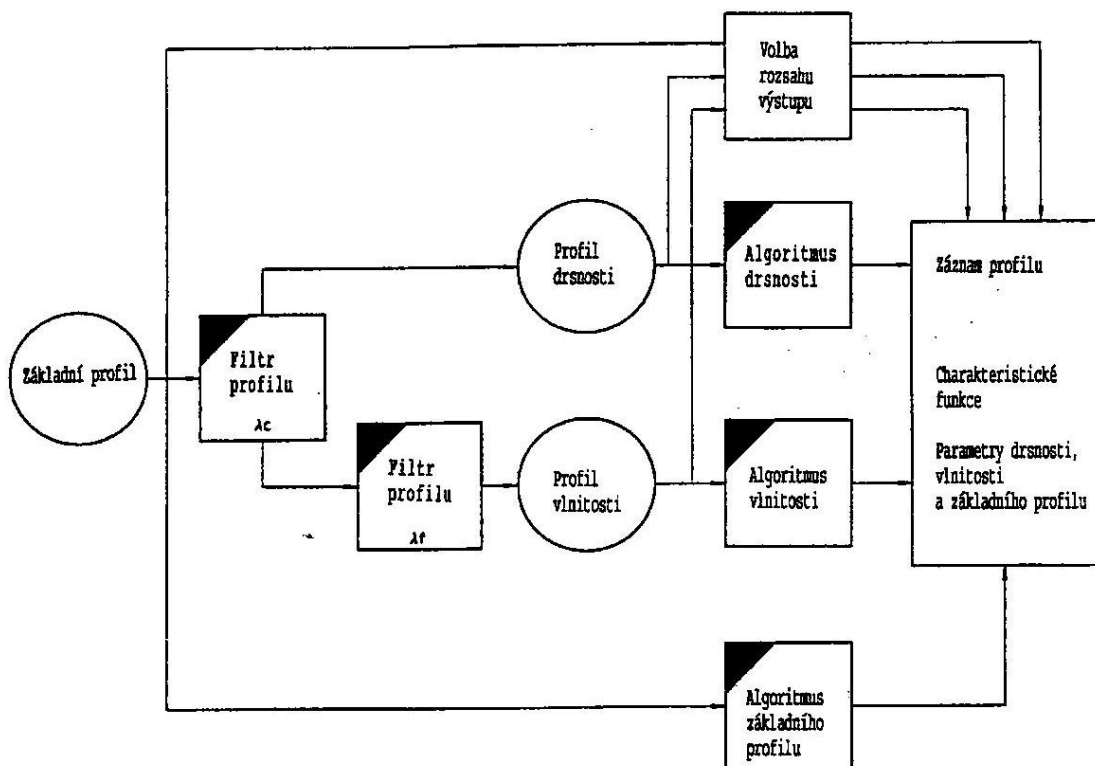 Volba
rozsahu
výstupu
Profil
drsnosti
Algoritmus
drsnosti
Záznam profilu
Základní profil
Filtr
profilu
λc
Charakteristické
funkce
Filtr
profilu
λf
Profil
vlnitosti
Algoritmus
vlnitosti
Parametry drsnosti,
vlnitosti
a základního profilu
Algoritmus
základního
profilu